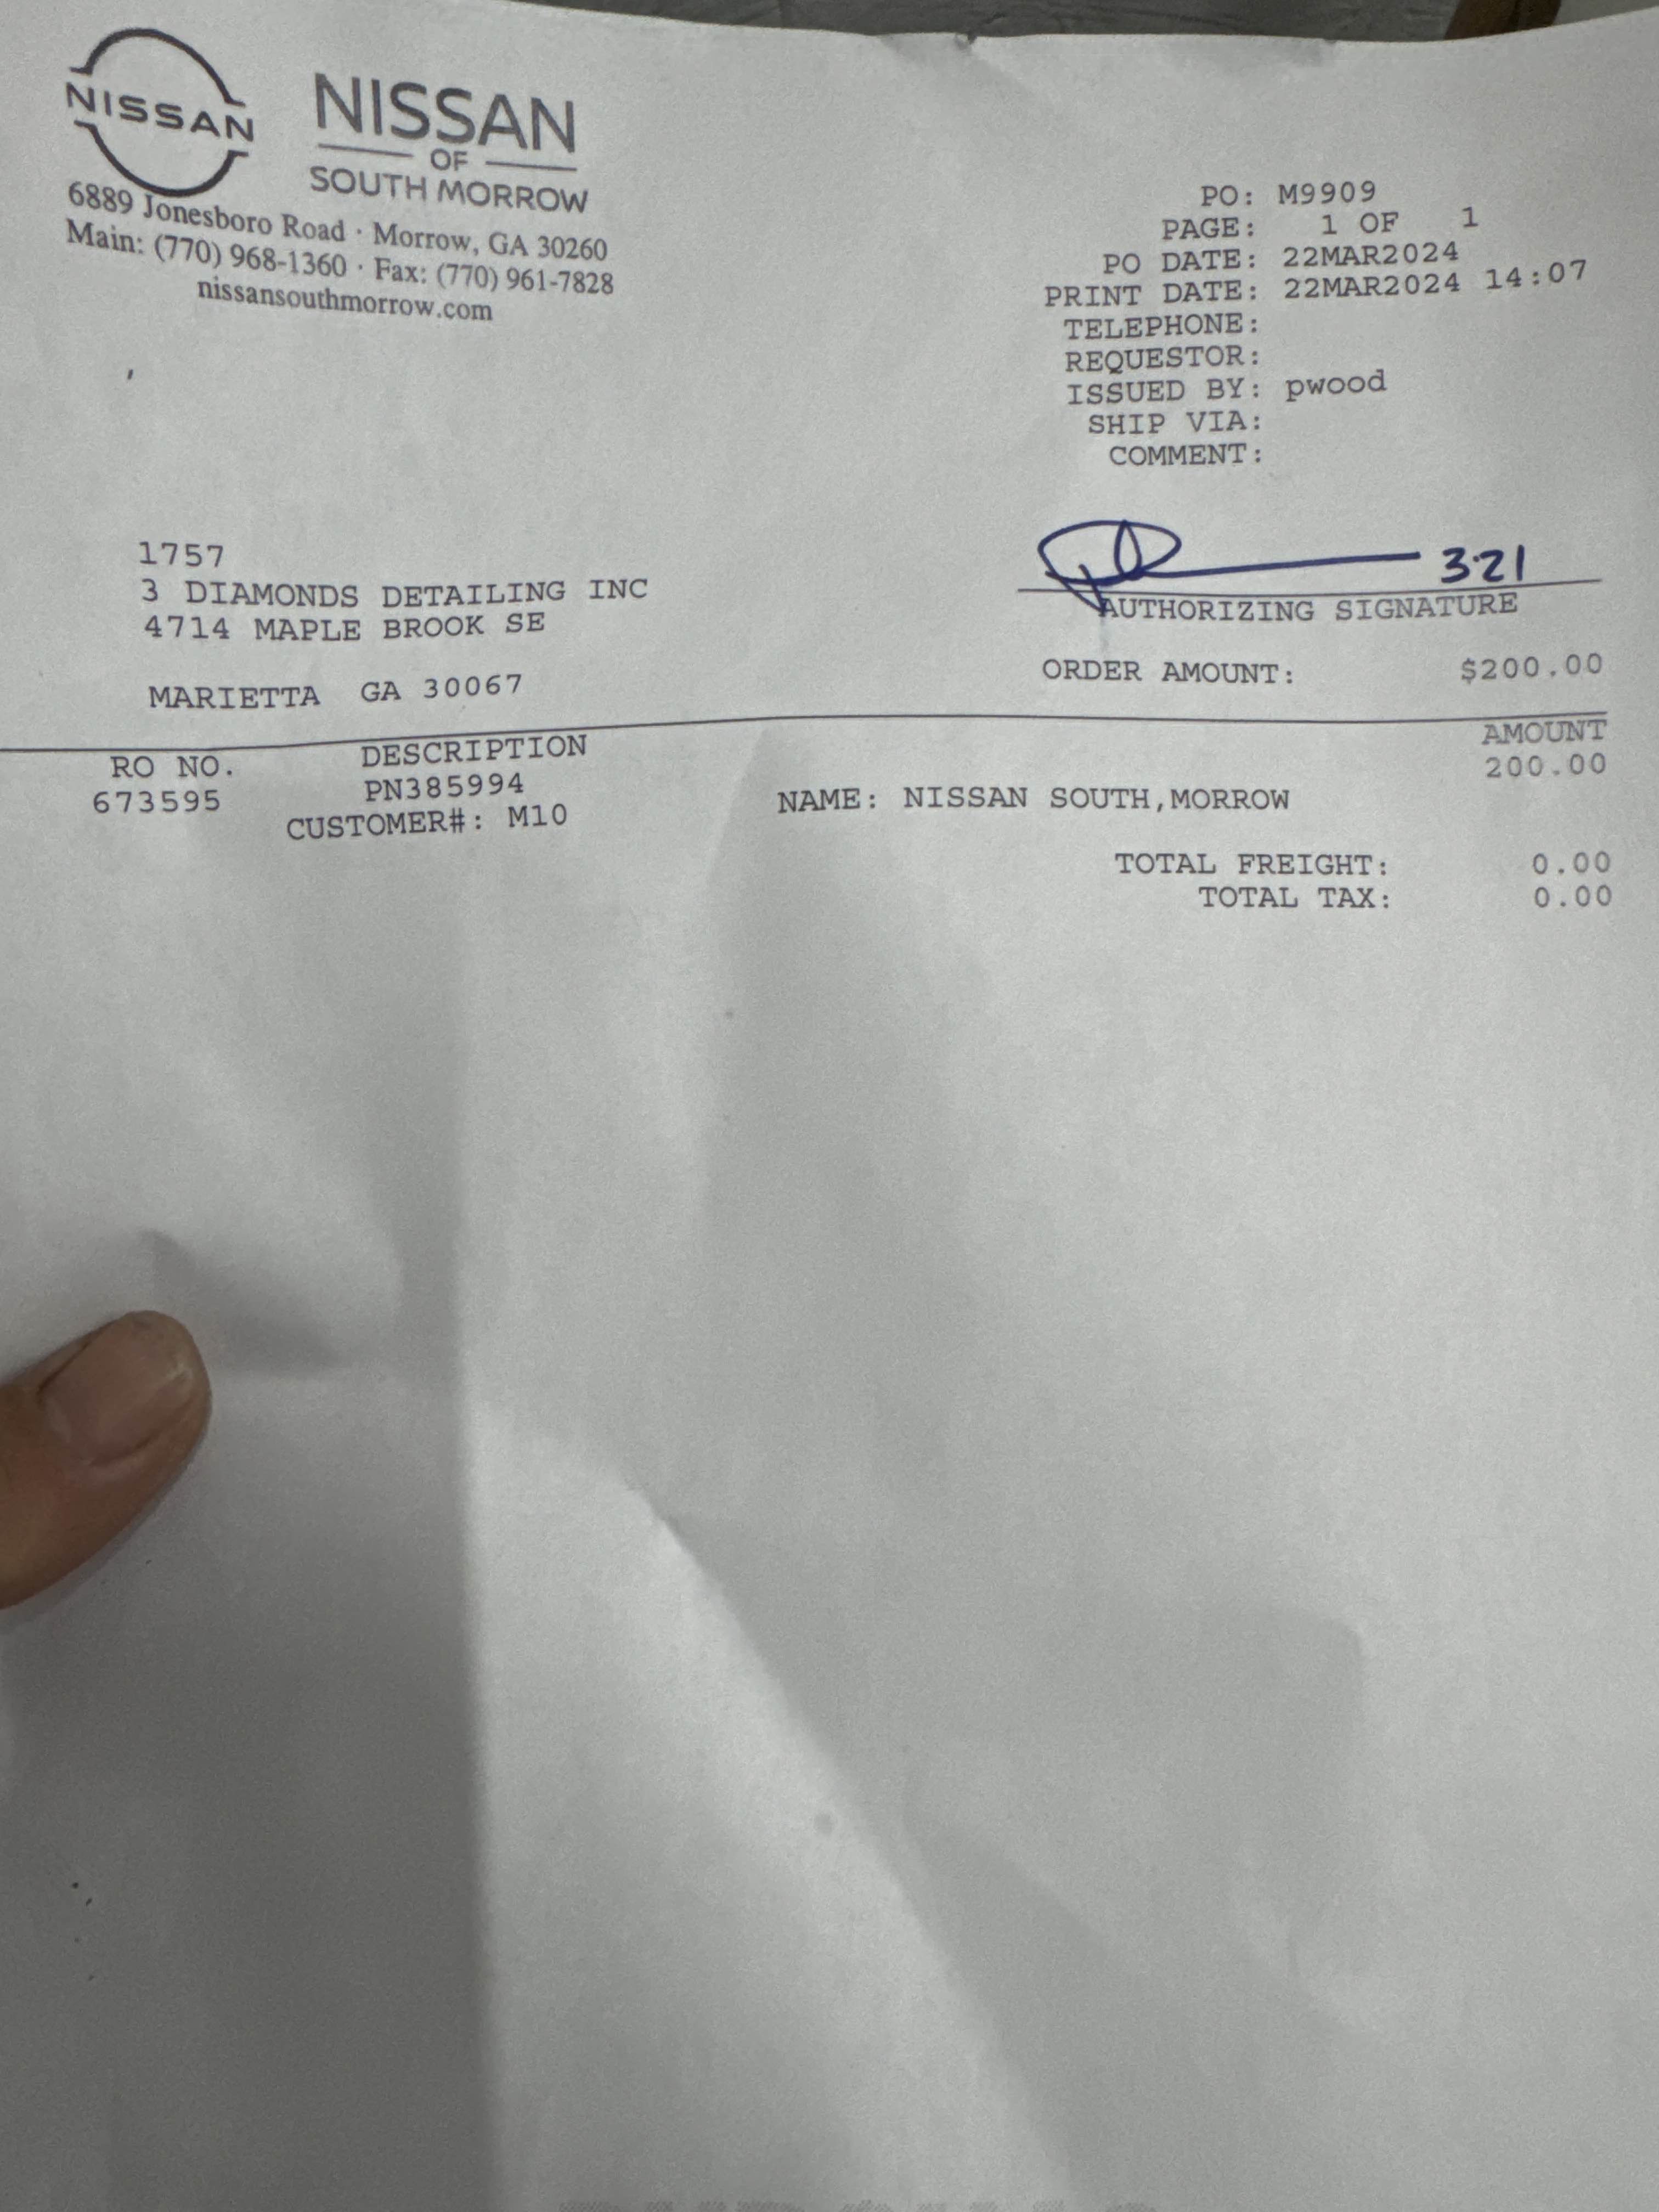 NISSAN
NISSAN
OF
SOUTH MORROW
6889 Jonesboro Road · Morrow, GA 30260
Main: (770) 968-1360 · Fax: (770) 961-7828
nissansouthmorrow.com
PO: M9909
PAGE: 1 OF 1
PO DATE: 22MAR2024
PRINT DATE: 22MAR2024 14:07
TELEPHONE:
REQUESTOR:
ISSUED BY: pwood
SHIP VIA:
COMMENT:
1757
3 DIAMONDS DETAILING INC
4714 MAPLE BROOK SE
MARIETTA GA 30067
3·21
AUTHORIZING SIGNATURE
ORDER AMOUNT: $200.00
RO NO. DESCRIPTION AMOUNT
673595 PN385994 200.00
CUSTOMER#: M10 NAME: NISSAN SOUTH,MORROW
TOTAL FREIGHT: 0.00
TOTAL TAX: 0.00